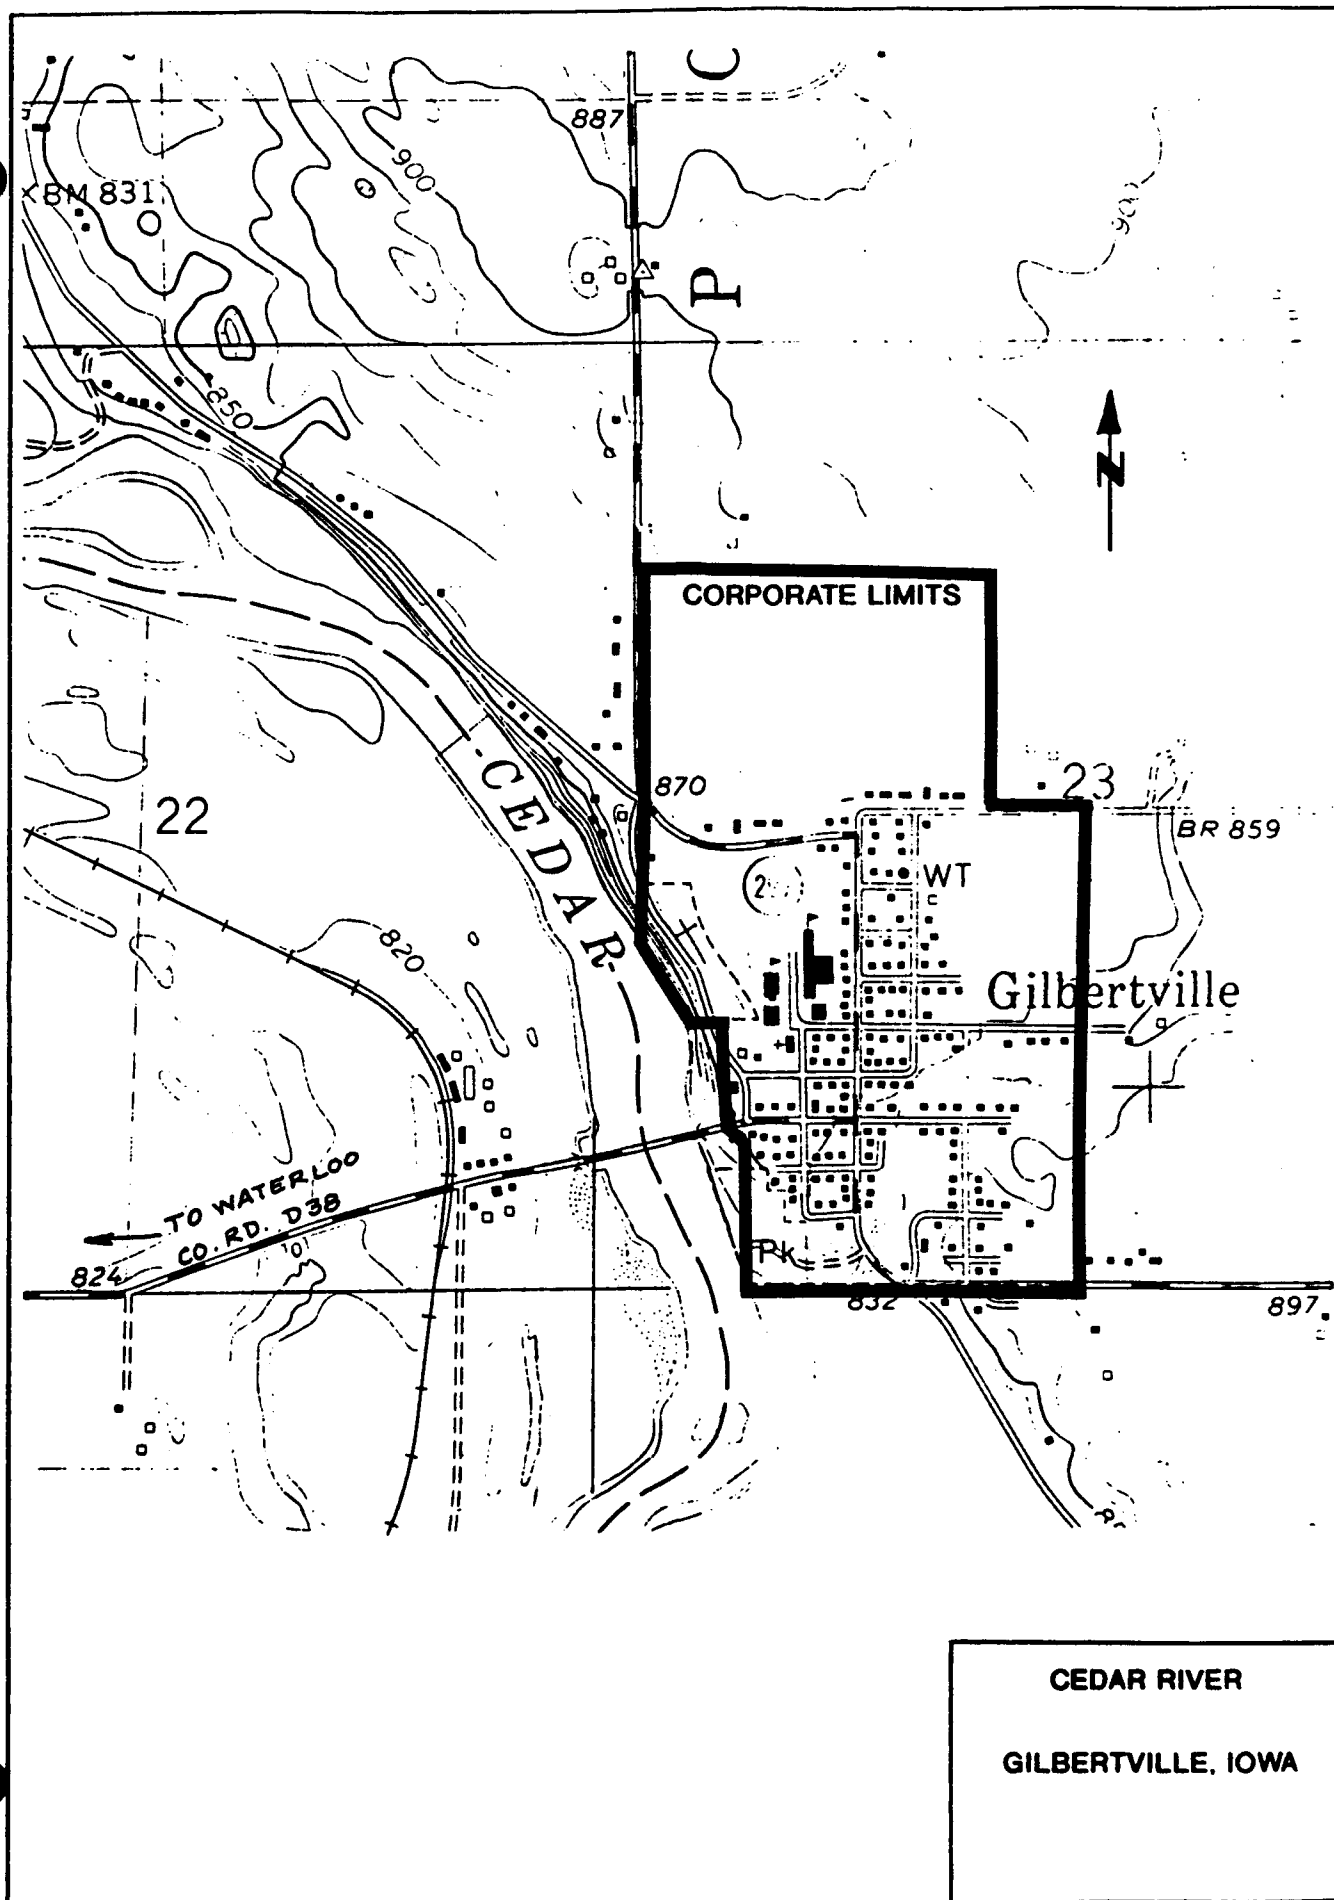 C
887
900
BM 831
900
P
850
N
CORPORATE LIMITS
23
870
CEDAR
22
BR 859
WT
820
Gilbertville
TO WATERLOO
CO. RD. D38
Pk
824
832
897
CEDAR RIVER
GILBERTVILLE, IOWA